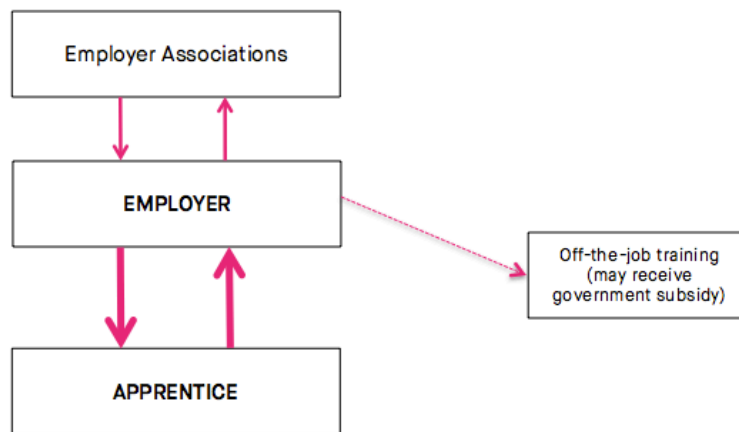 Employer Associations
EMPLOYER
Off-the-job training
(may receive
government subsidy)
APPRENTICE